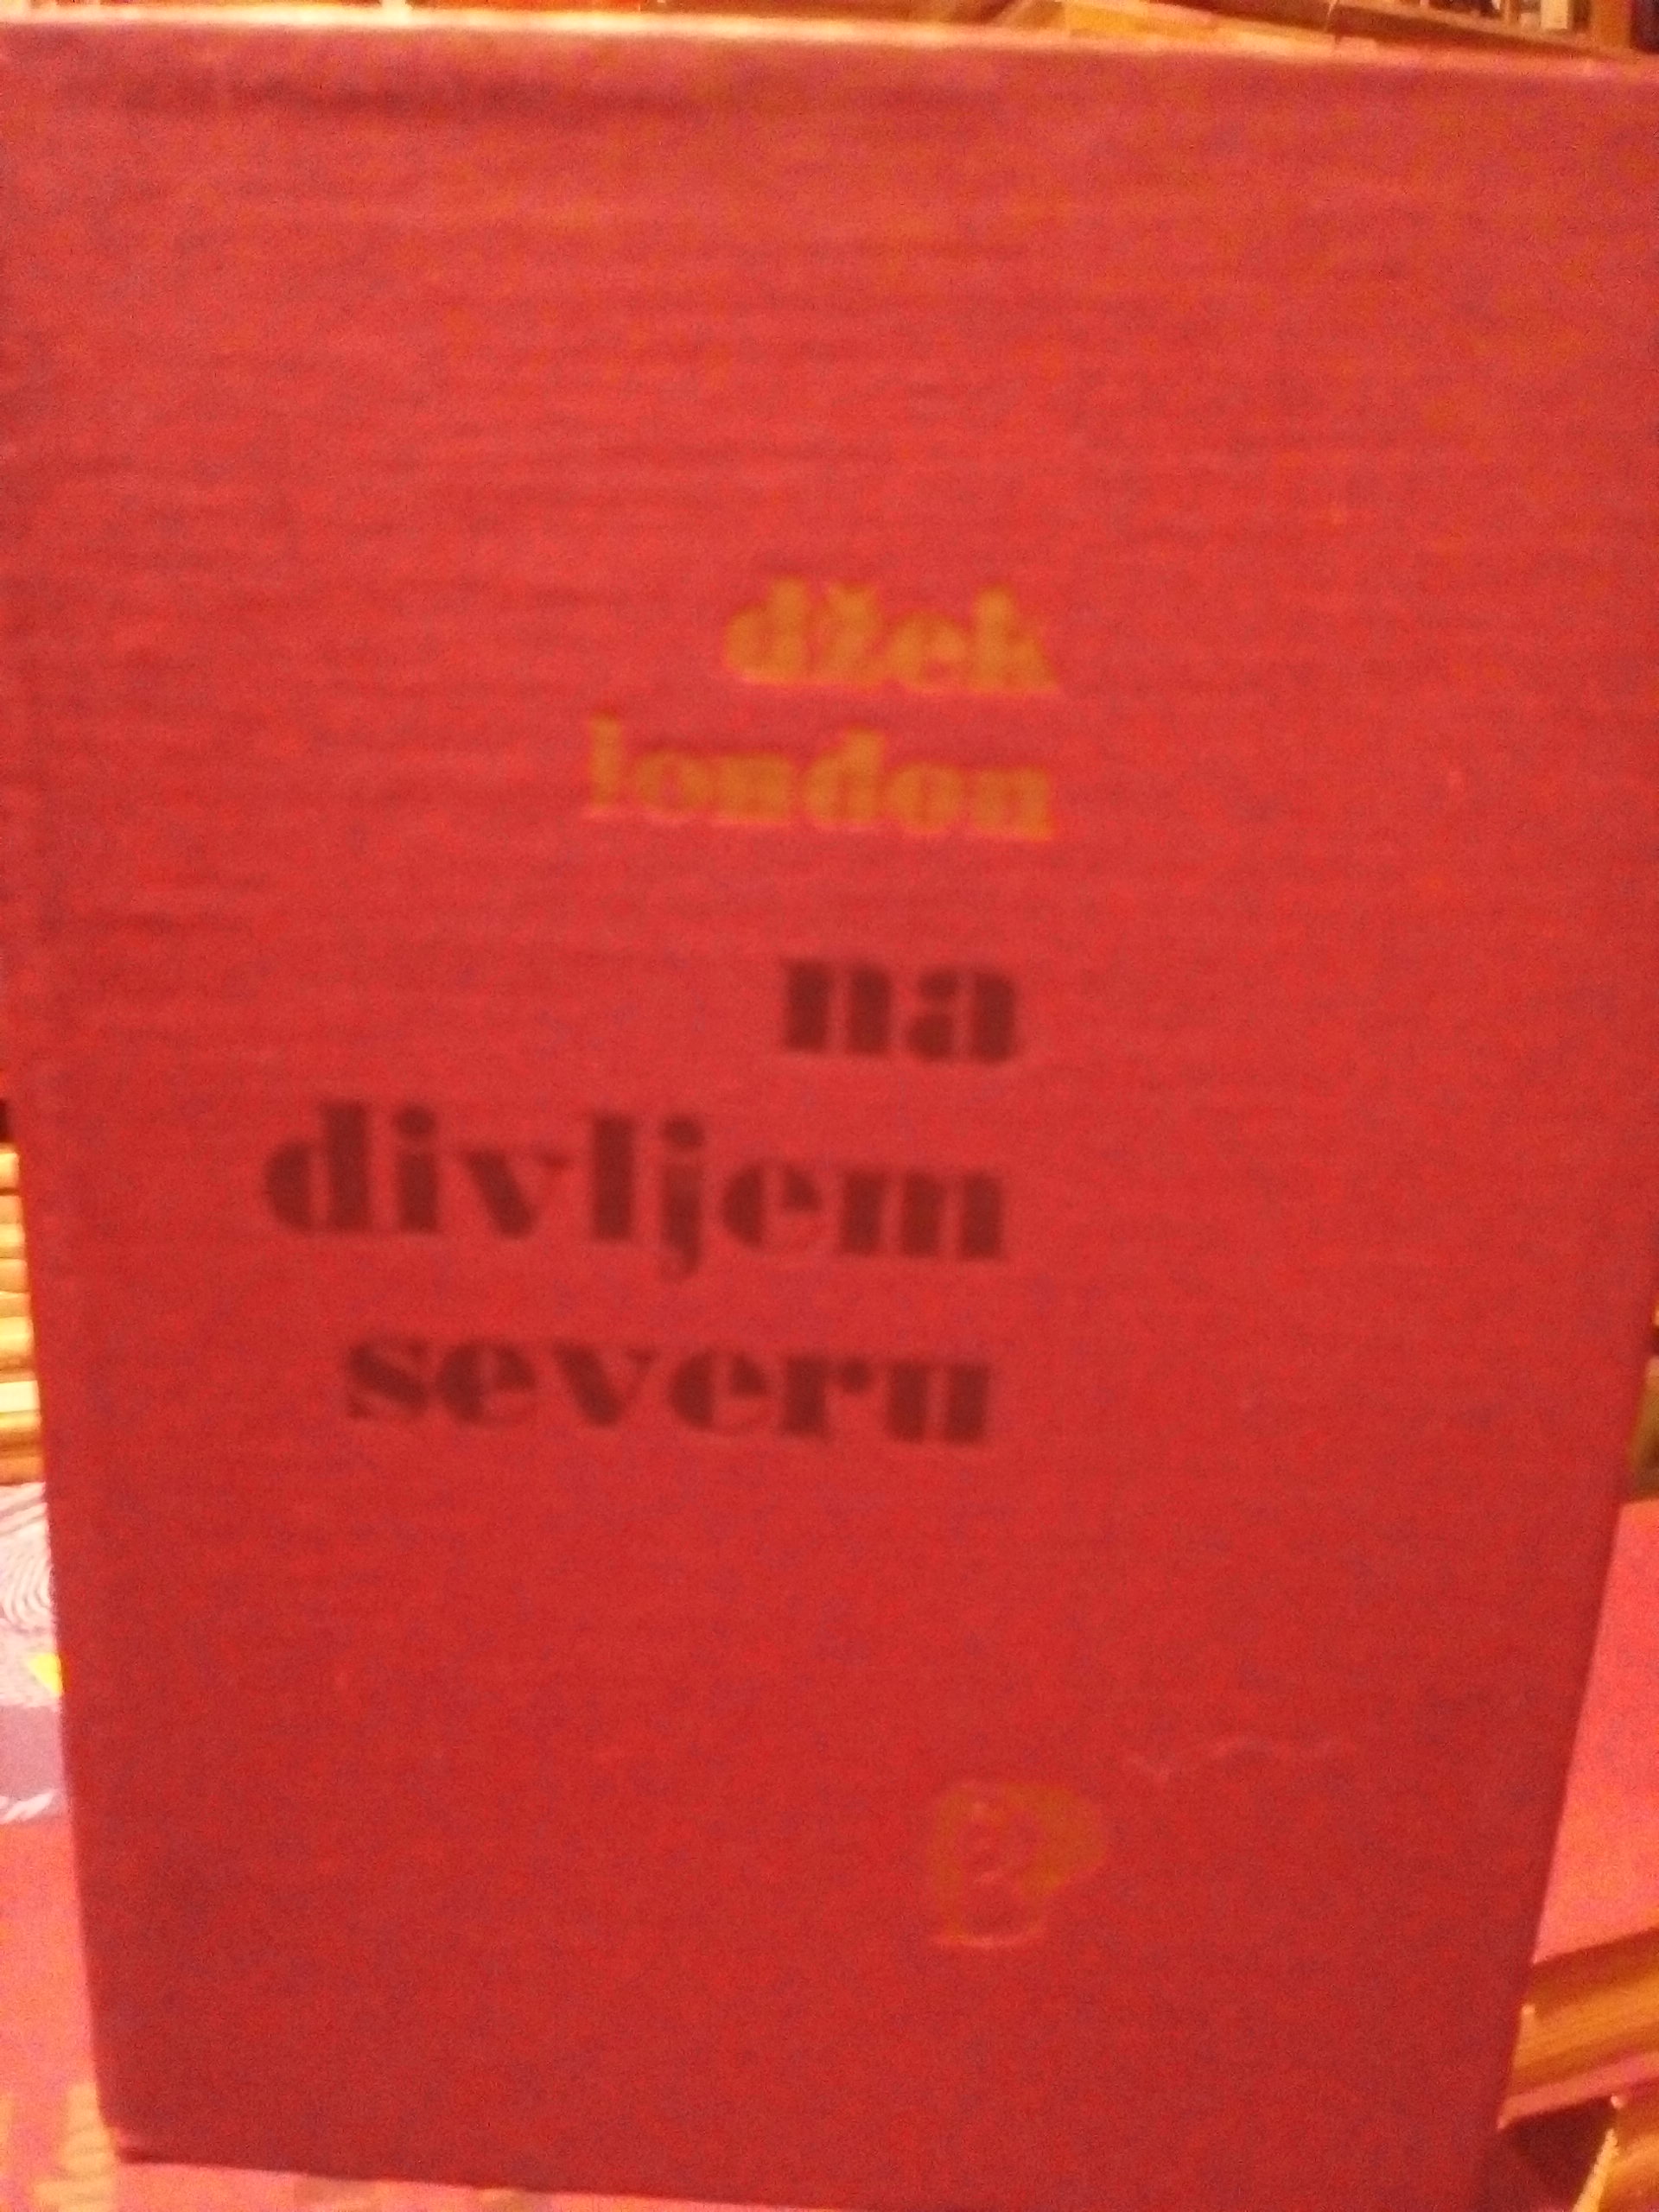 džek
london
na
divljem
severu